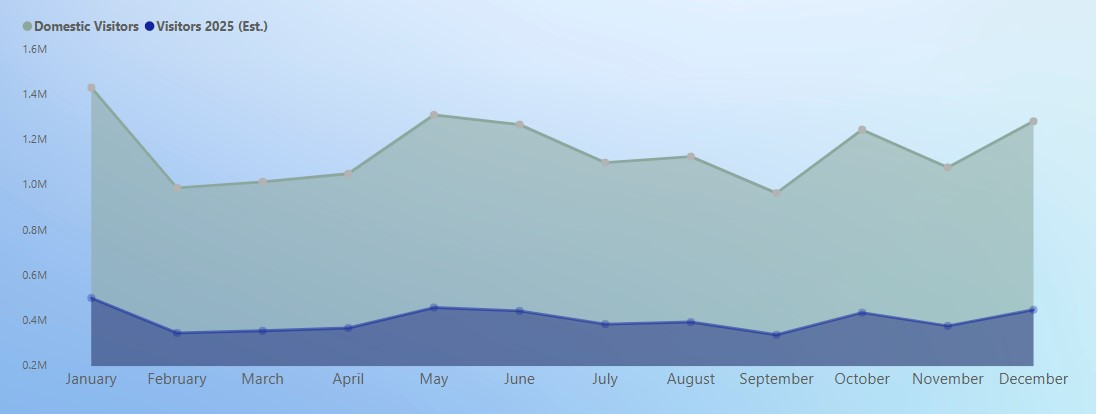 Domestic Visitors Visitors 2025 (Est.)
1.6M
1.4M
1.2M
1.0M
0.8M
0.6M
0.4M
0.2M
January February March April May June July August September October November December